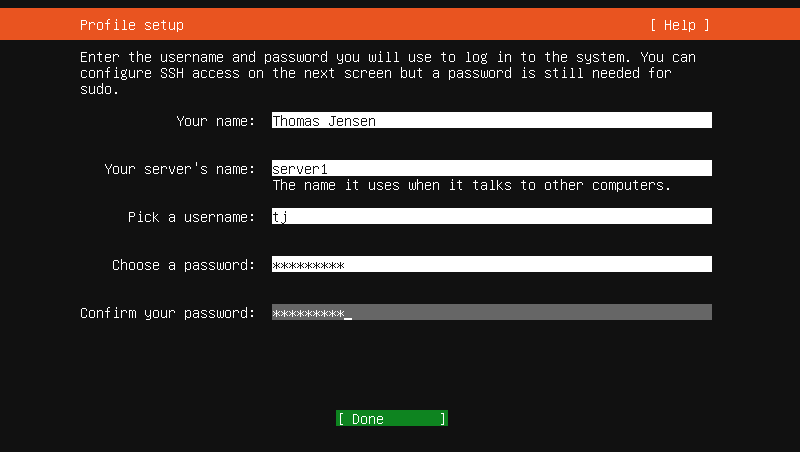 Profile setup [ Help ]
Enter the username and password you will use to log in to the system. You can
configure SSH access on the next screen but a password is still needed for
sudo.
Your name: Thomas Jensen
Your server's name: server1
The name it uses when it talks to other computers.
Pick a username: tj
Choose a password: *********
Confirm your password: *********_
[ Done ]